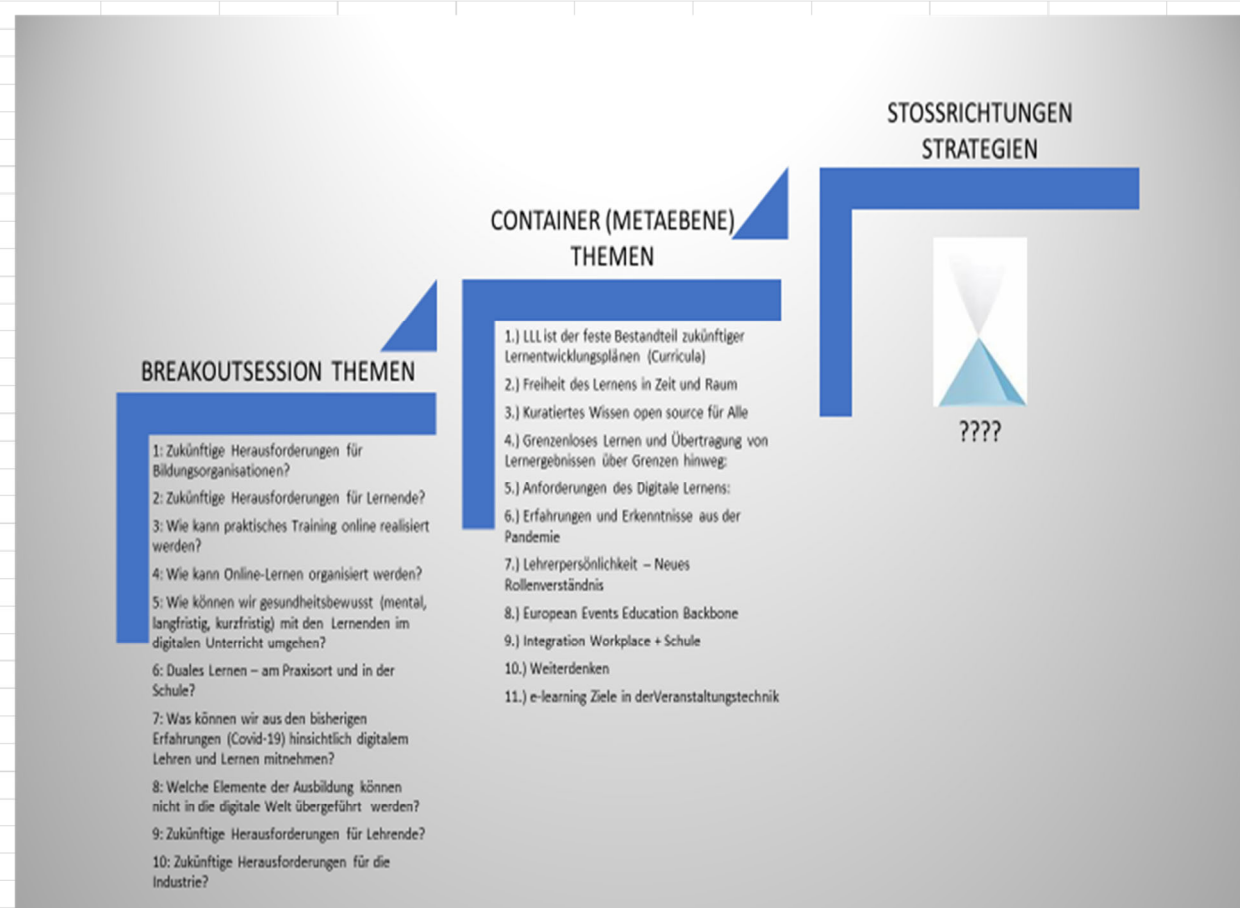 STOSSRICHTUNGEN
STRATEGIEN
????
CONTAINER (METAEBENE)
THEMEN
1.) LLL ist der feste Bestandteil zukünftiger
Lernentwicklungsplänen (Curricula)
2.) Freiheit des Lernens in Zeit und Raum
3.) Kuratiertes Wissen open source für Alle
4.) Grenzenloses Lernen und Übertragung von
Lernergebnissen über Grenzen hinweg:
5.) Anforderungen des Digitale Lernens:
6.) Erfahrungen und Erkenntnisse aus der
Pandemie
7.) Lehrerpersönlichkeit – Neues
Rollenverständnis
8.) European Events Education Backbone
9.) Integration Workplace + Schule
10.) Weiterdenken
11.) e-learning Ziele in derVeranstaltungstechnik
BREAKOUTSESSION THEMEN
1: Zukünftige Herausforderungen für
Bildungsorganisationen?
2: Zukünftige Herausforderungen für Lernende?
3: Wie kann praktisches Training online realisiert
werden?
4: Wie kann Online-Lernen organisiert werden?
5: Wie können wir gesundheitsbewusst (mental,
langfristig, kurzfristig) mit den Lernenden im
digitalen Unterricht umgehen?
6: Duales Lernen – am Praxisort und in der
Schule?
7: Was können wir aus den bisherigen
Erfahrungen (Covid-19) hinsichtlich digitalem
Lehren und Lernen mitnehmen?
8: Welche Elemente der Ausbildung können
nicht in die digitale Welt übergeführt werden?
9: Zukünftige Herausforderungen für Lehrende?
10: Zukünftige Herausforderungen für die
Industrie?